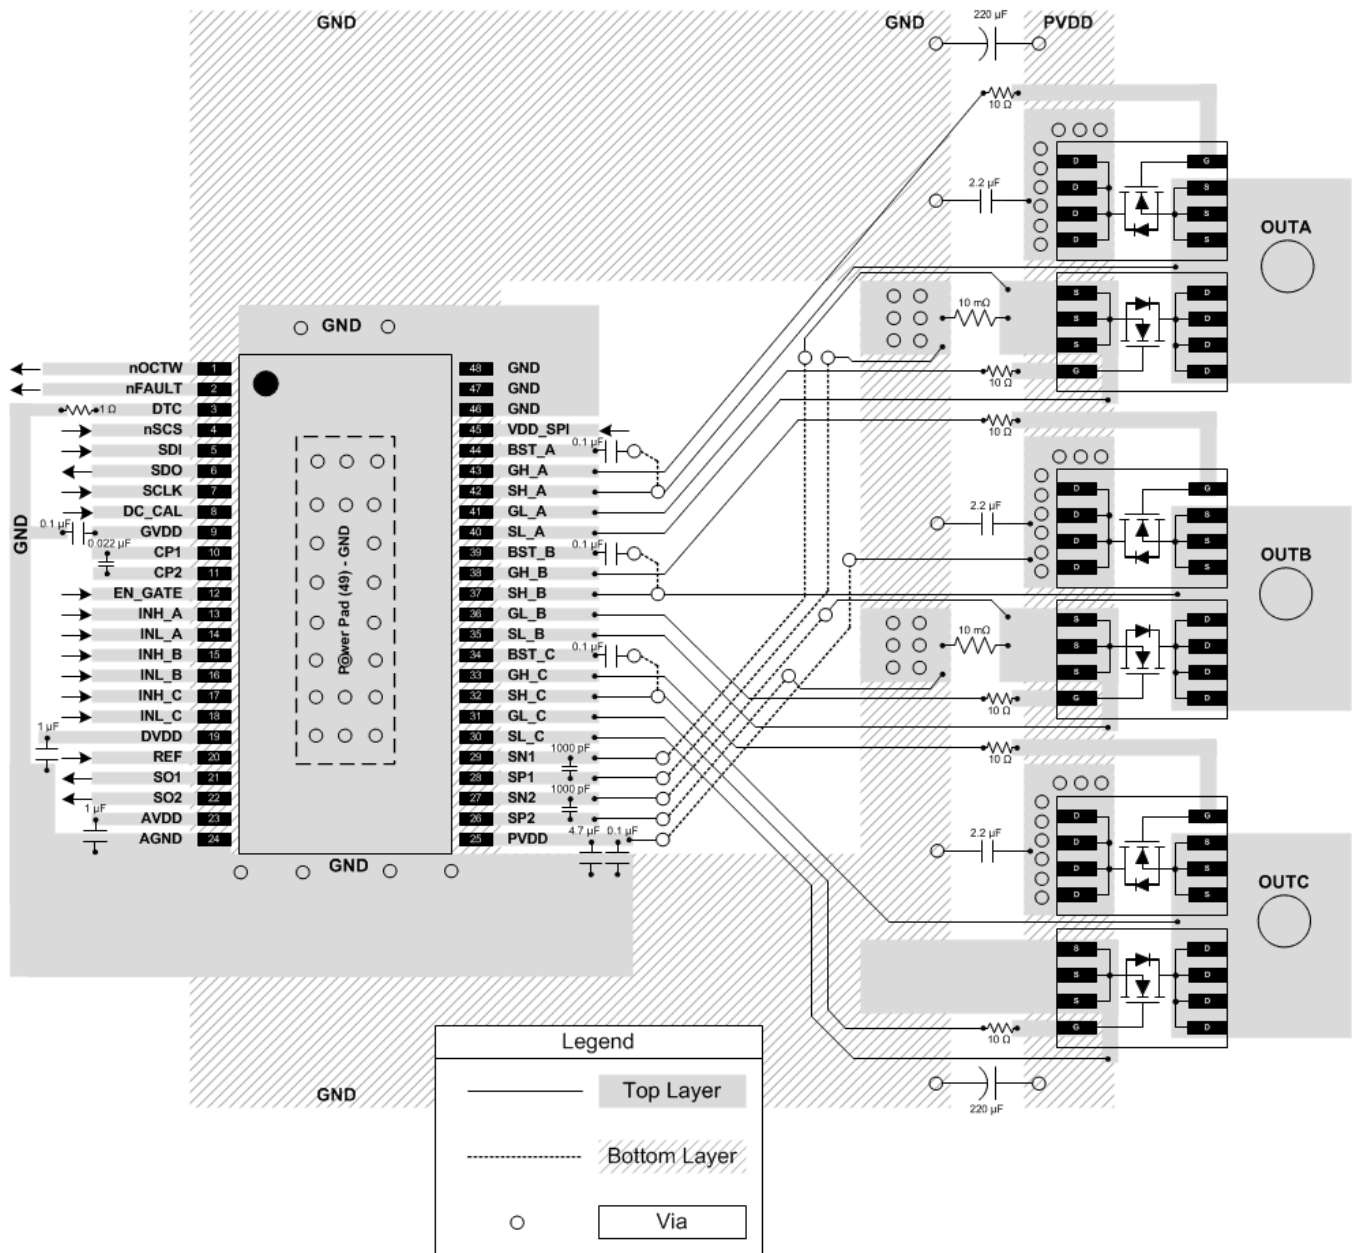 GND
GND
220 µF
PVDD
10 Ω
D
G
2.2 µF
D
S
D
S
D
S
OUTA
S
D
10 mΩ
S
D
S
D
10 Ω
G
D
GND
nOCTW 1
48 GND
nFAULT 2
47 GND
1 Ω
DTC 3
46 GND
nSCS 4
45 VDD_SPI
SDI 5
44 BST_A
0.1 µF
SDO 6
43 GH_A
SCLK 7
42 SH_A
DC_CAL 8
41 GL_A
0.1 µF
GVDD 9
40 SL_A
0.022 µF
CP1 10
39 BST_B
0.1 µF
CP2 11
38 GH_B
EN_GATE 12
37 SH_B
INH_A 13
36 GL_B
INL_A 14
35 SL_B
INH_B 15
34 BST_C
0.1 µF
INL_B 16
33 GH_C
INH_C 17
32 SH_C
INL_C 18
31 GL_C
1 µF
DVDD 19
30 SL_C
REF 20
29 SN1
1000 pF
SO1 21
28 SP1
SO2 22
27 SN2
1000 pF
1 µF
AVDD 23
26 SP2
AGND 24
25 PVDD
4.7 µF
0.1 µF
GND
Power Pad (49) - GND
GND
10 Ω
D
G
D
S
2.2 µF
D
S
D
S
OUTB
S
D
10 mΩ
S
D
S
D
10 Ω
G
D
10 Ω
D
G
D
S
2.2 µF
D
S
D
S
OUTC
S
D
S
D
S
D
10 Ω
G
D
220 µF
GND
Legend
Top Layer
Bottom Layer
Via